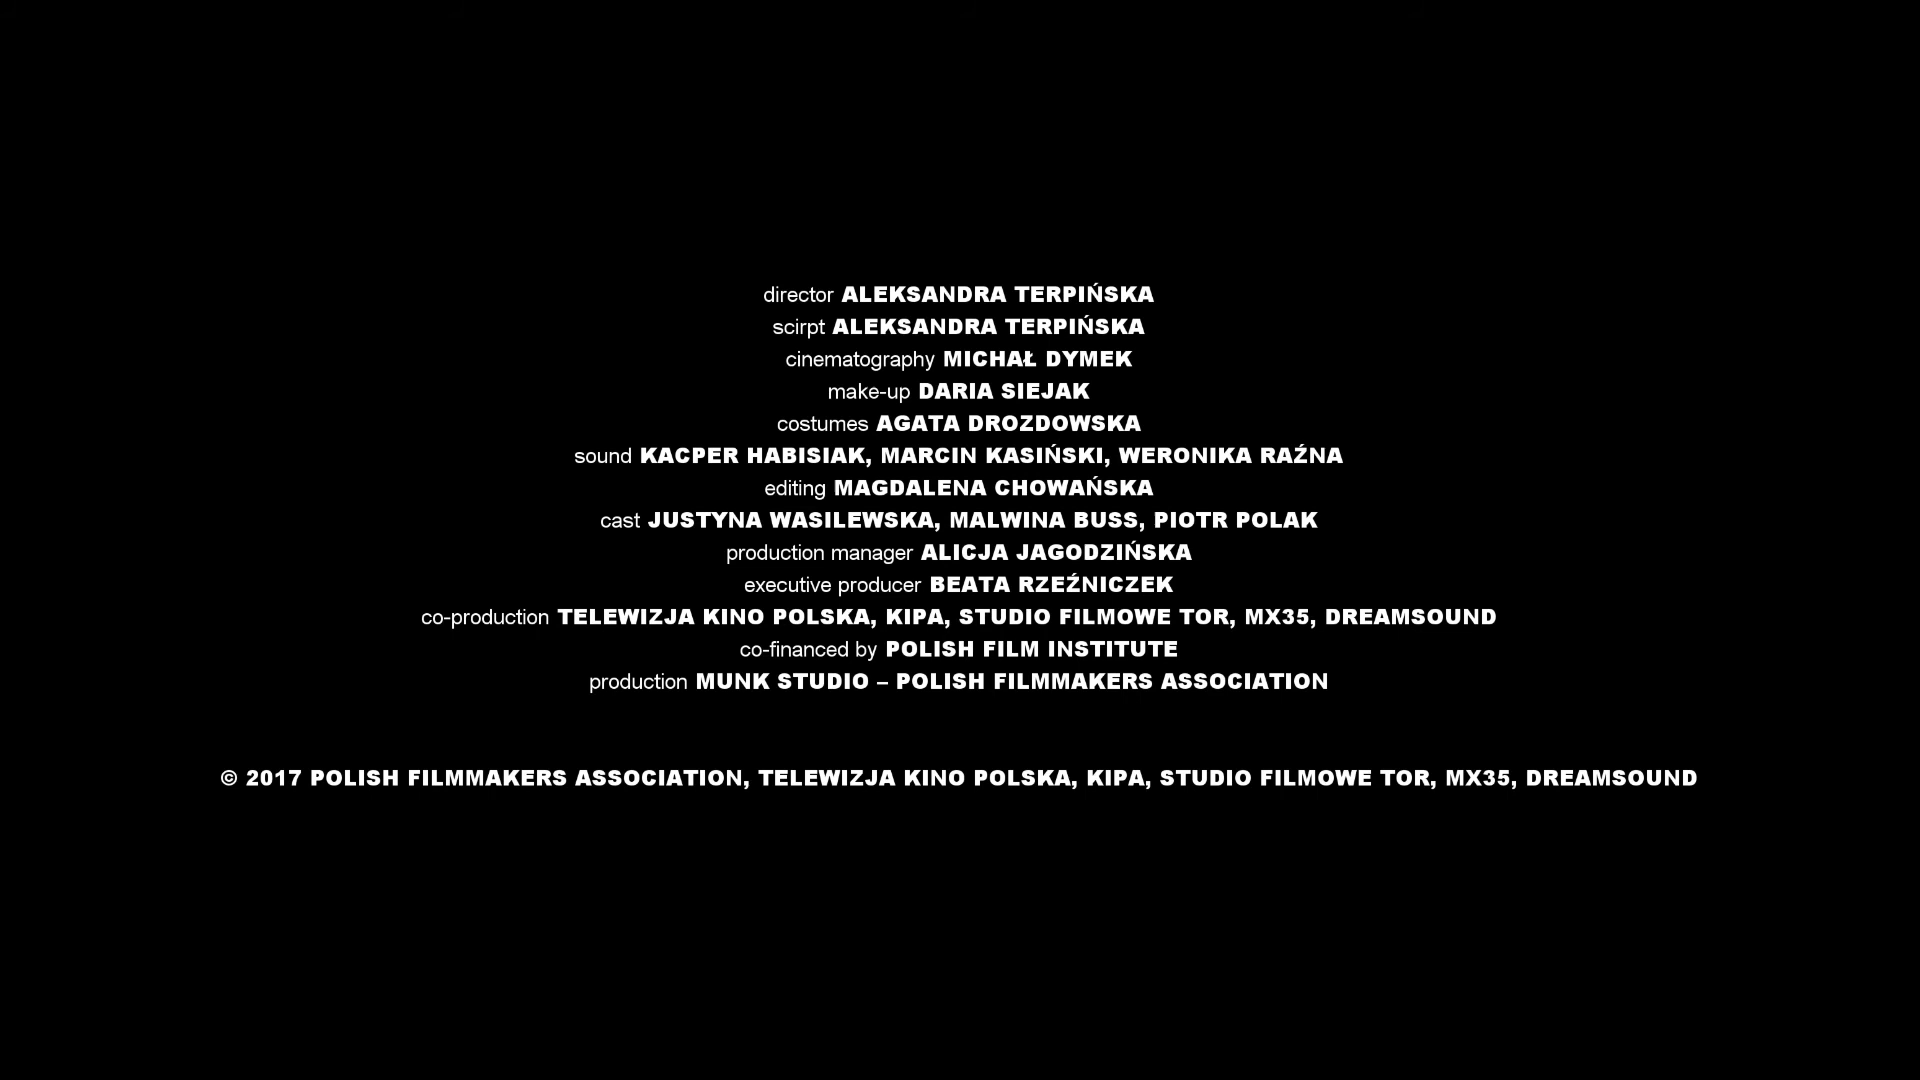 director ALEKSANDRA TERPIŃSKA
scirpt ALEKSANDRA TERPIŃSKA
cinematography MICHAŁ DYMEK
make-up DARIA SIEJAK
costumes AGATA DROZDOWSKA
sound KACPER HABISIAK, MARCIN KASIŃSKI, WERONIKA RAŹNA
editing MAGDALENA CHOWAŃSKA
cast JUSTYNA WASILEWSKA, MALWINA BUSS, PIOTR POLAK
production manager ALICJA JAGODZIŃSKA
executive producer BEATA RZEŹNICZEK
co-production TELEWIZJA KINO POLSKA, KIPA, STUDIO FILMOWE TOR, MX35, DREAMSOUND
co-financed by POLISH FILM INSTITUTE
production MUNK STUDIO – POLISH FILMMAKERS ASSOCIATION
© 2017 POLISH FILMMAKERS ASSOCIATION, TELEWIZJA KINO POLSKA, KIPA, STUDIO FILMOWE TOR, MX35, DREAMSOUND